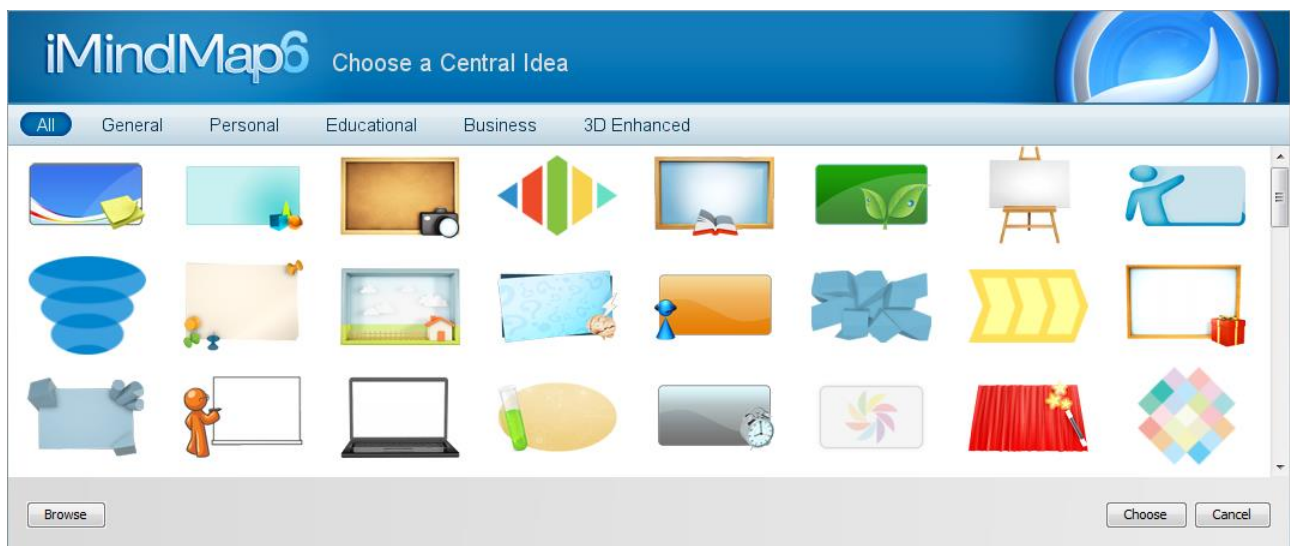 iMindMap6 Choose a Central Idea
All General Personal Educational Business 3D Enhanced
Browse Choose Cancel